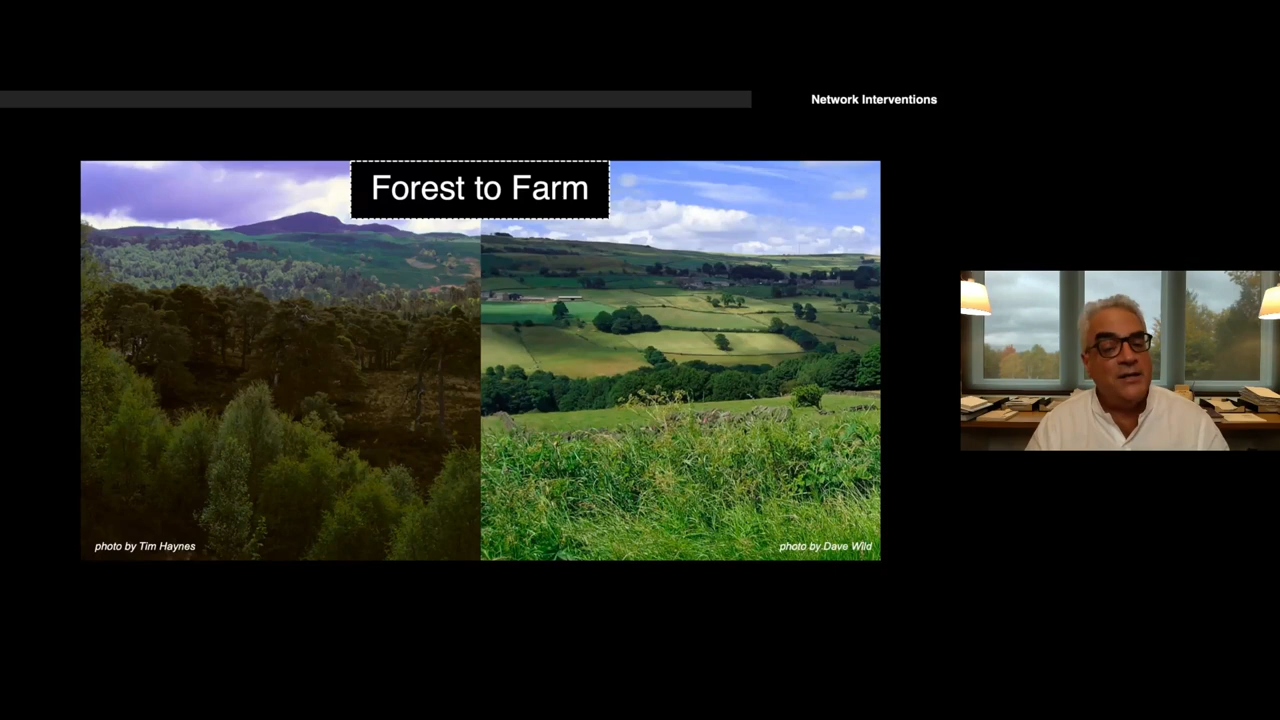 Network Interventions
Forest to Farm
photo by Tim Haynes
photo by Dave Wild